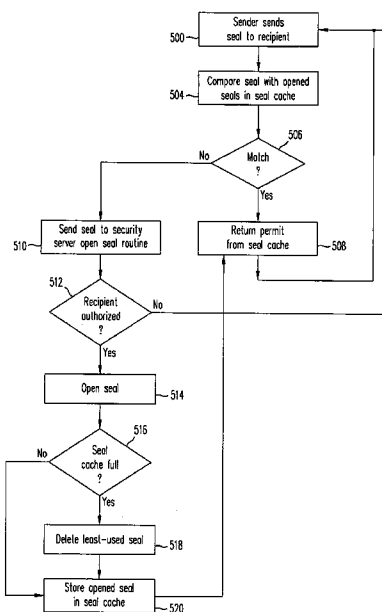 500
Sender sends
seal to recipient
504
Compare seal with opened
seals in seal cache
506
Match
?
No
Yes
510
Send seal to security
server open seal routine
Return permit
from seal cache
508
512
Recipient
authorized
?
No
Yes
Open seal
514
516
Seal
cache full
?
No
Yes
Delete least-used seal
518
Store opened seal
in seal cache
520